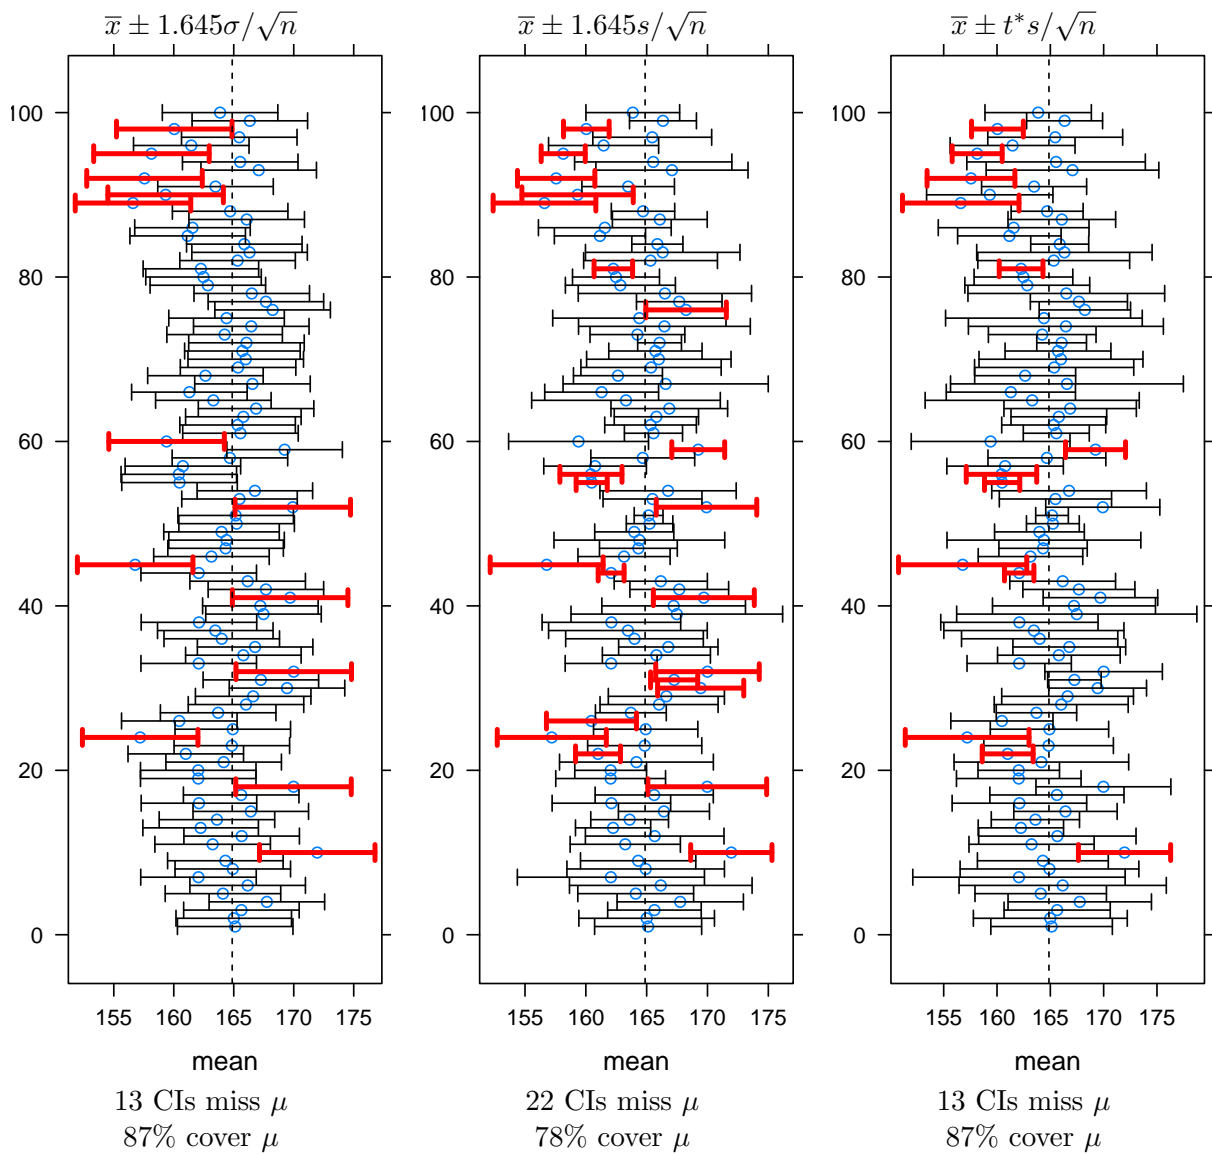 x̅ ± 1.645σ/√n
x̅ ± 1.645s/√n
x̅ ± t*s/√n
100
80
60
40
20
0
155 160 165 170 175
mean
13 CIs miss μ
87% cover μ
100
80
60
40
20
0
155 160 165 170 175
mean
22 CIs miss μ
78% cover μ
100
80
60
40
20
0
155 160 165 170 175
mean
13 CIs miss μ
87% cover μ